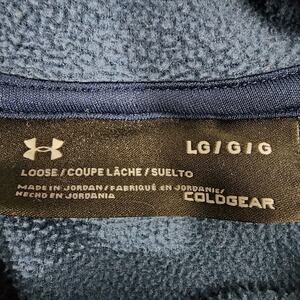 LG/G/G
LOOSE/COUPE LÂCHE/SUELTO
MADE IN JORDAN/FABRIQUÉ EN JORDANIE/
HECHO EN JORDANIA
COLDGEAR